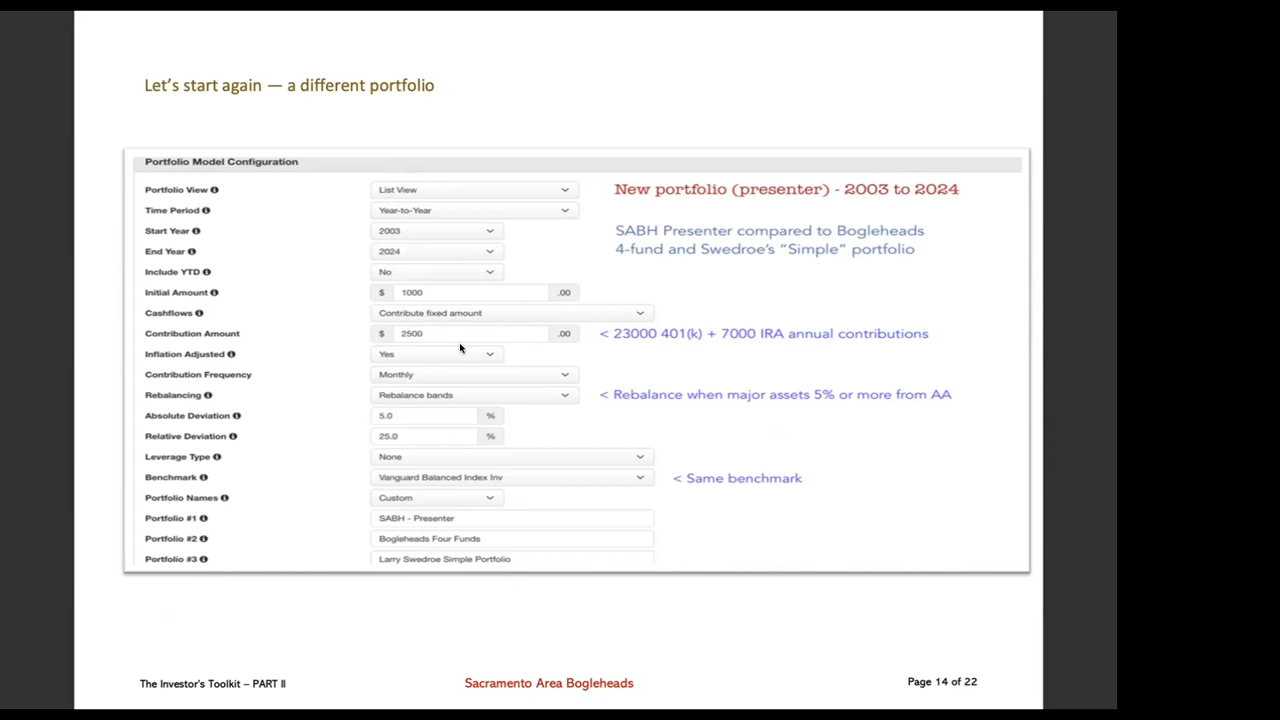 Let's start again — a different portfolio
Portfolio Model Configuration
Portfolio View List View
New portfolio (presenter) - 2003 to 2024
Time Period Year-to-Year
Start Year 2003
SABH Presenter compared to Bogleheads
4-fund and Swedroe's "Simple" portfolio
End Year 2024
Include YTD No
Initial Amount $ 1000 .00
Cashflows Contribute fixed amount
Contribution Amount $ 2500 .00 < 23000 401(k) + 7000 IRA annual contributions
Inflation Adjusted Yes
Contribution Frequency Monthly
Rebalancing Rebalance bands < Rebalance when major assets 5% or more from AA
Absolute Deviation 5.0 %
Relative Deviation 25.0 %
Leverage Type None
Benchmark Vanguard Balanced Index Inv < Same benchmark
Portfolio Names Custom
Portfolio #1 SABH - Presenter
Portfolio #2 Bogleheads Four Funds
Portfolio #3 Larry Swedroe Simple Portfolio
The Investor's Toolkit – PART II Sacramento Area Bogleheads Page 14 of 22